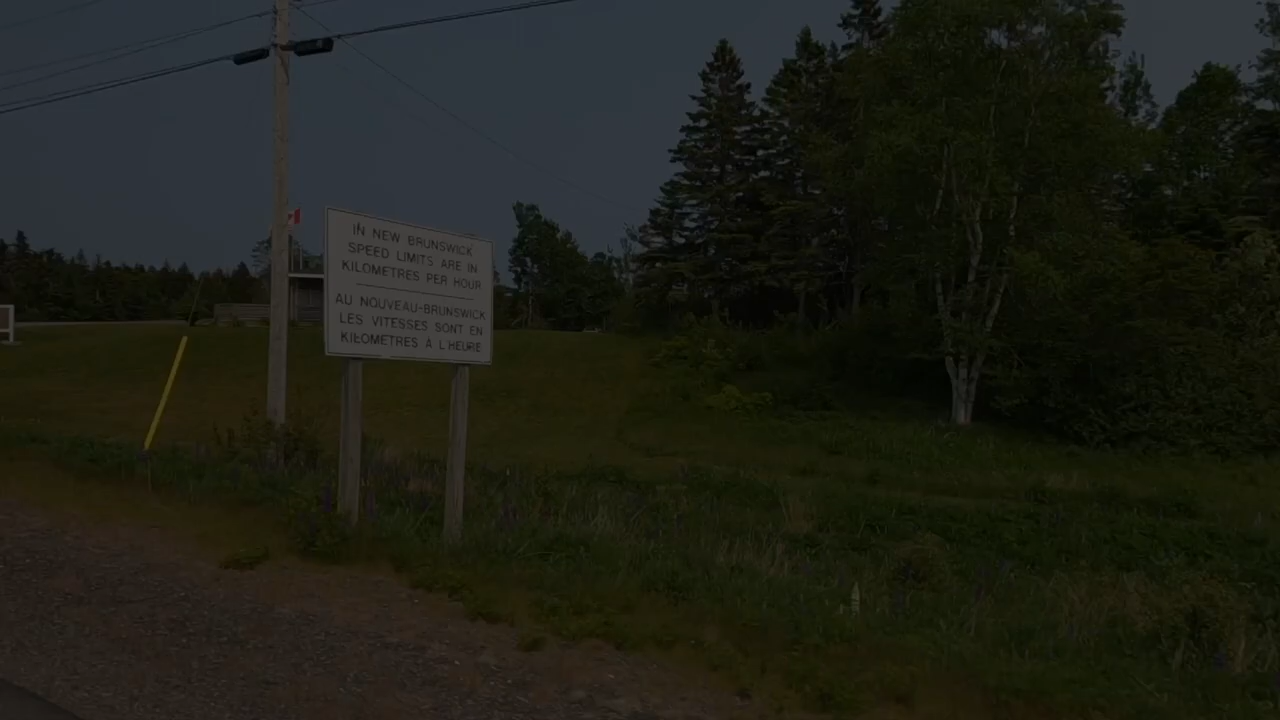 IN NEW BRUNSWICK
SPEED LIMITS ARE IN
KILOMETRES PER HOUR
AU NOUVEAU-BRUNSWICK
LES VITESSES SONT EN
KILOMETRES À L'HEURE